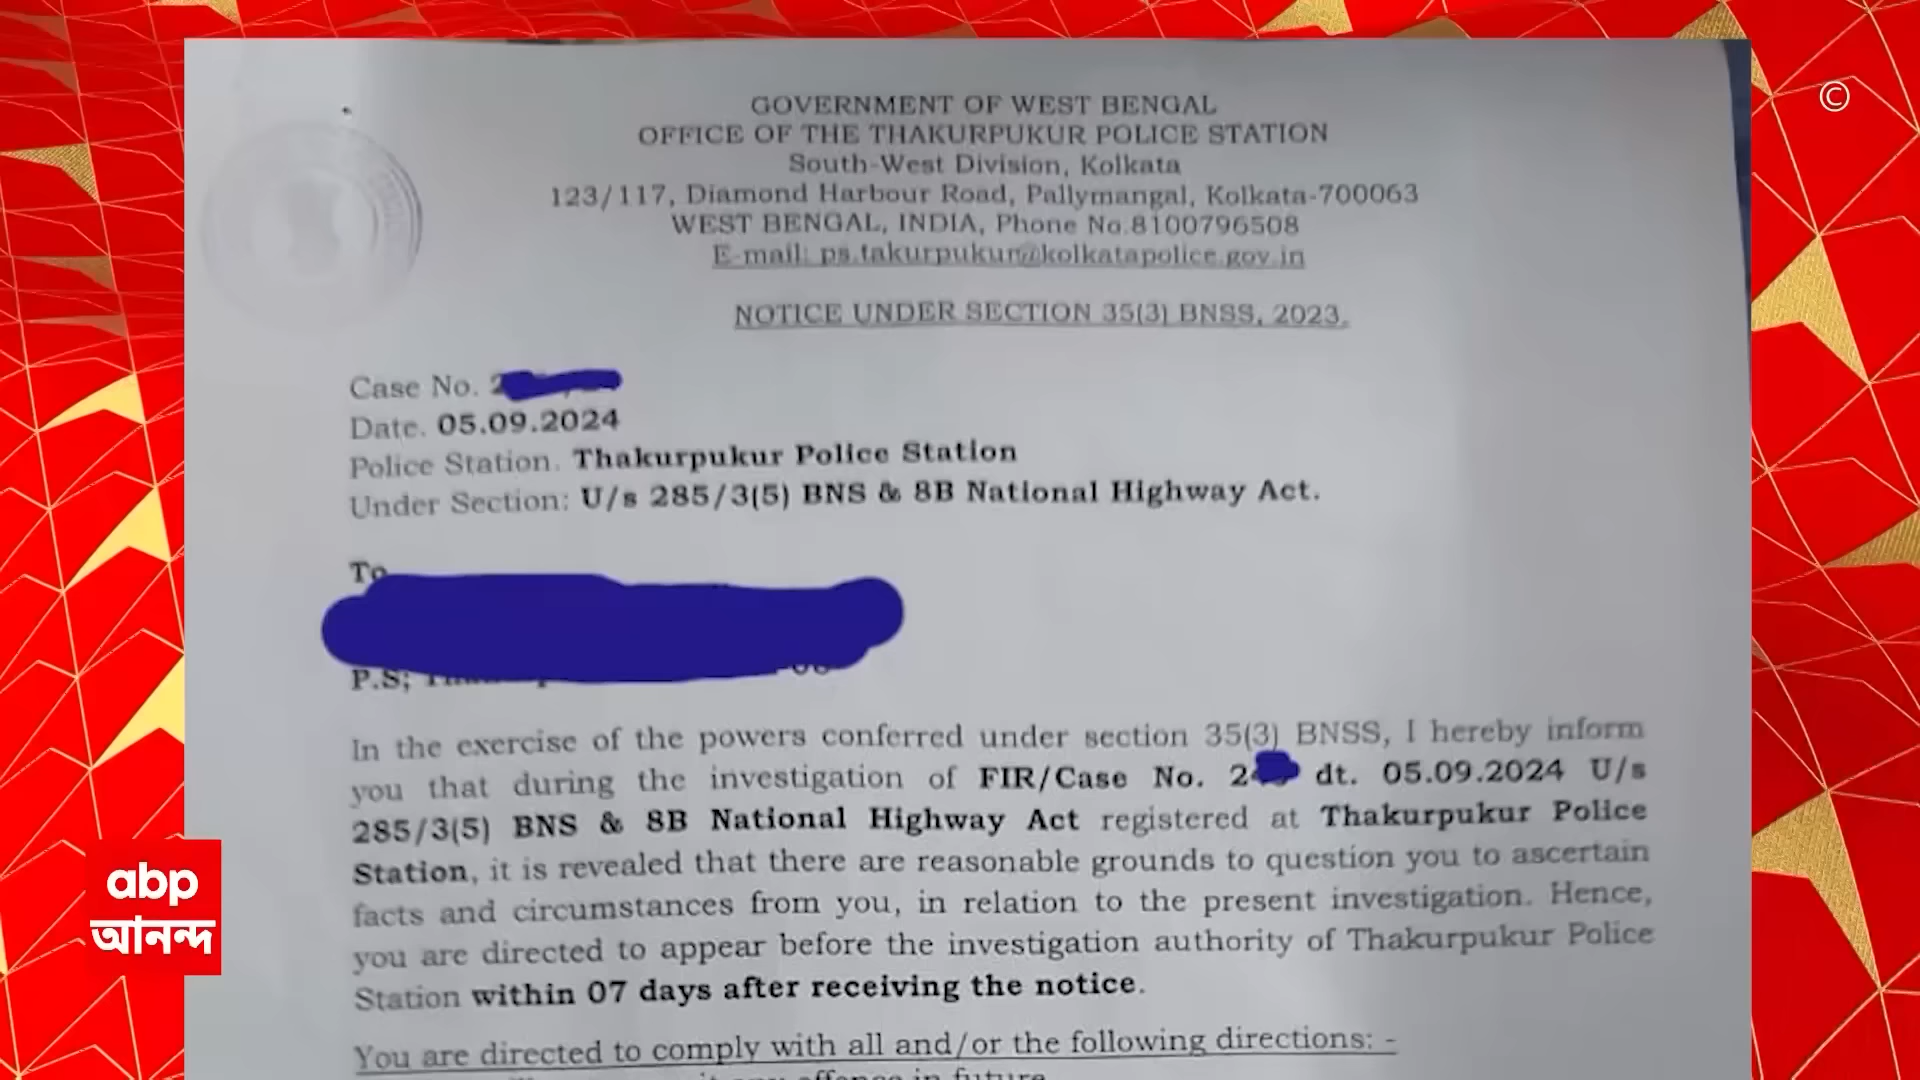 GOVERNMENT OF WEST BENGAL
OFFICE OF THE THAKURPUKUR POLICE STATION
South-West Division, Kolkata
123/117, Diamond Harbour Road, Pallymangal, Kolkata-700063
WEST BENGAL, INDIA, Phone No.8100796508
E-mail: ps.takurpukur@kolkatapolice.gov.in
NOTICE UNDER SECTION 35(3) BNSS, 2023.
Case No. 2
Date. 05.09.2024
Police Station. Thakurpukur Police Station
Under Section: U/s 285/3(5) BNS & 8B National Highway Act.
To
P.S;
In the exercise of the powers conferred under section 35(3) BNSS, I hereby inform
you that during the investigation of FIR/Case No. 2 dt. 05.09.2024 U/s
285/3(5) BNS & 8B National Highway Act registered at Thakurpukur Police
Station, it is revealed that there are reasonable grounds to question you to ascertain
facts and circumstances from you, in relation to the present investigation. Hence,
you are directed to appear before the investigation authority of Thakurpukur Police
Station within 07 days after receiving the notice.
You are directed to comply with all and/or the following directions: -
offence in future
©
abp
আনন্দ